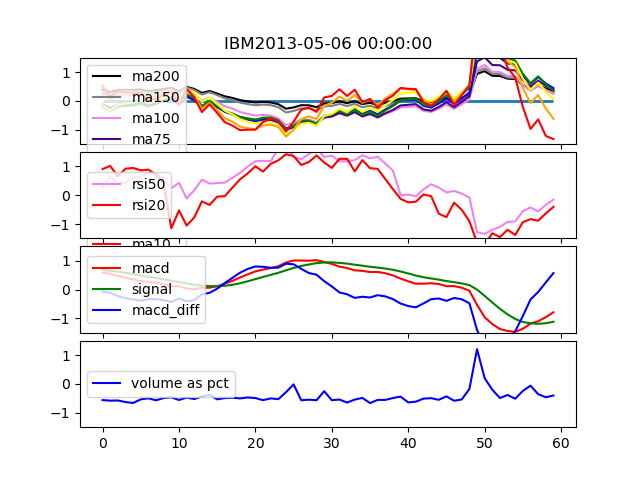 IBM2013-05-06 00:00:00
1
0
−1
ma200
ma150
ma100
ma75
1
0
−1
rsi50
rsi20
ma10
1
0
−1
macd
signal
macd_diff
1
0
−1
volume as pct
0 10 20 30 40 50 60